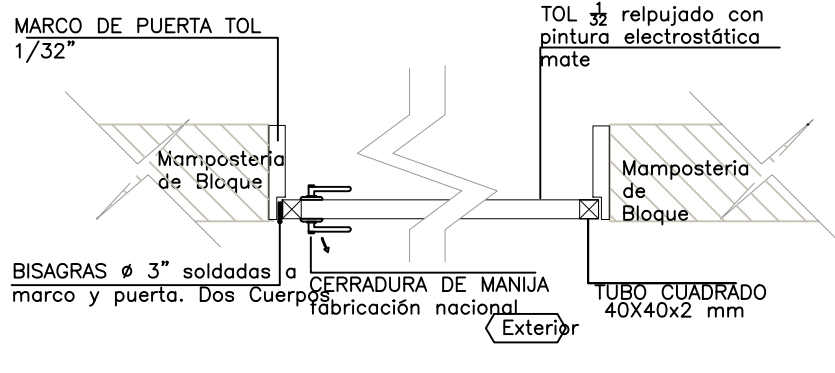 MARCO DE PUERTA TOL
1/32"
TOL 1/32 relpujado con
pintura electrostática
mate
Mamposteria
de Bloque
Mamposteria
de
Bloque
BISAGRAS ø 3" soldadas a
marco y puerta. Dos Cuerpos
CERRADURA DE MANIJA
fabricación nacional
TUBO CUADRADO
40X40x2 mm
Exterior